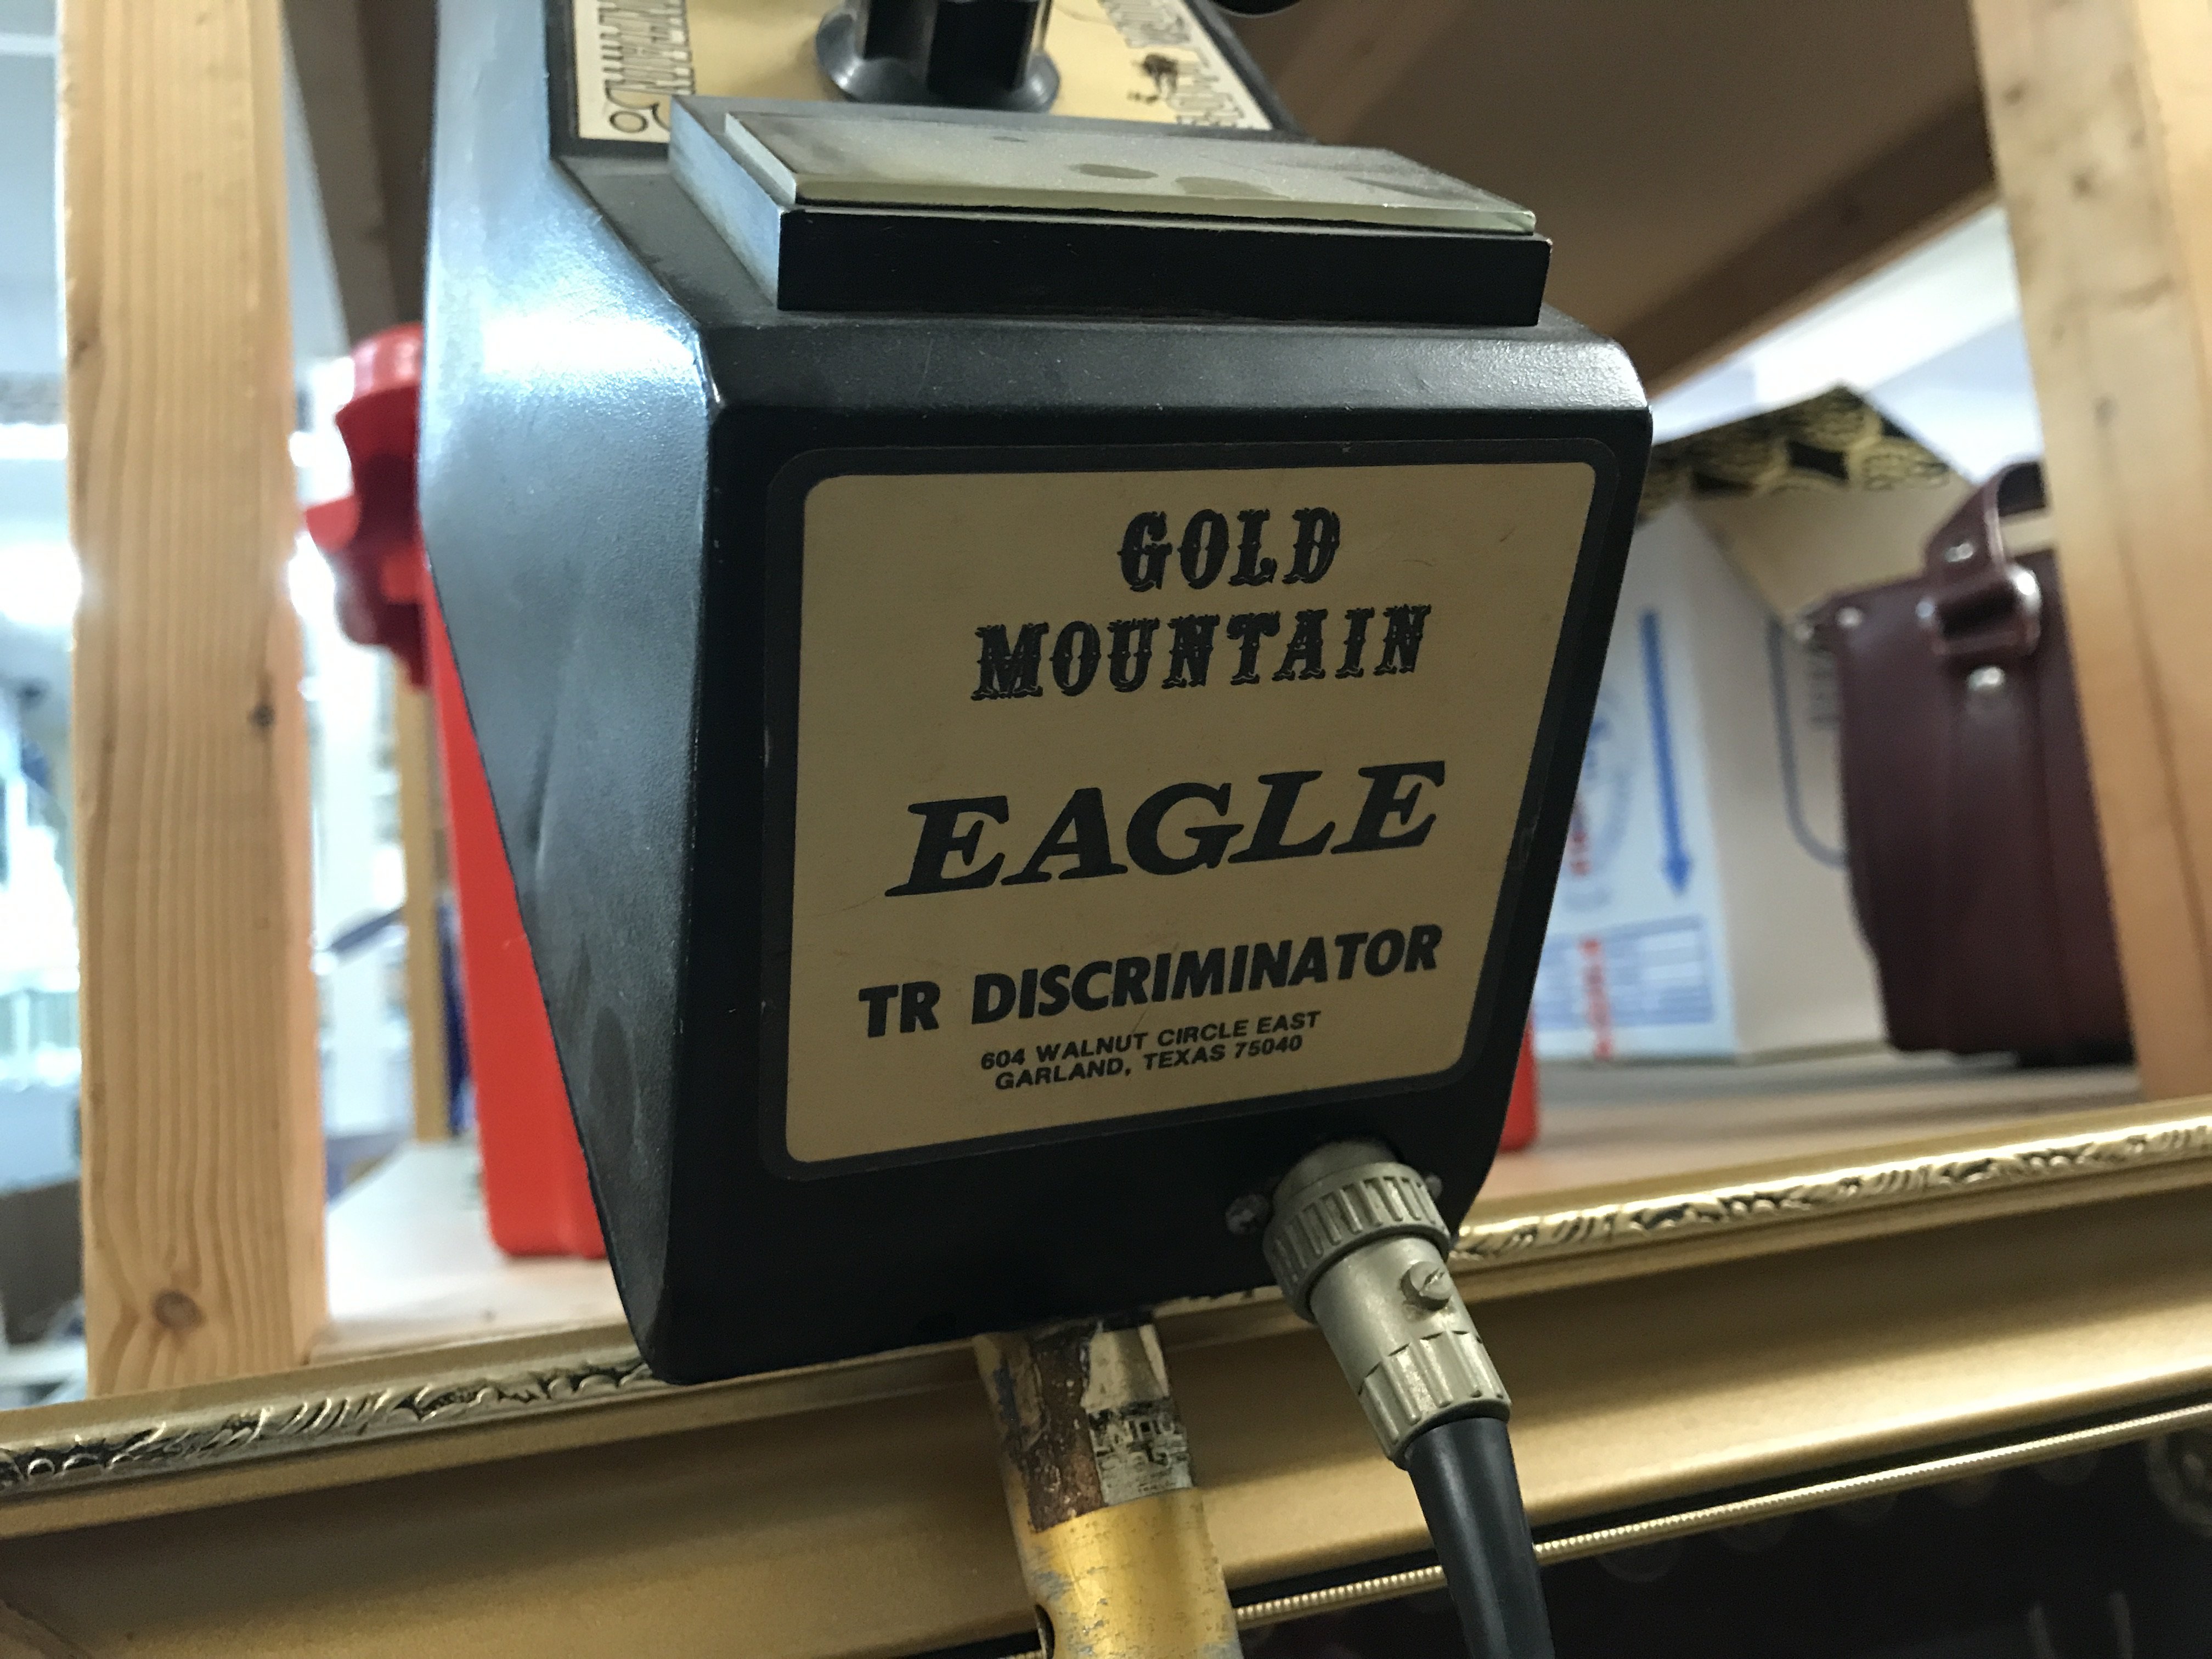 GOLD
MOUNTAIN
EAGLE
TR DISCRIMINATOR
604 WALNUT CIRCLE EAST
GARLAND, TEXAS 75040